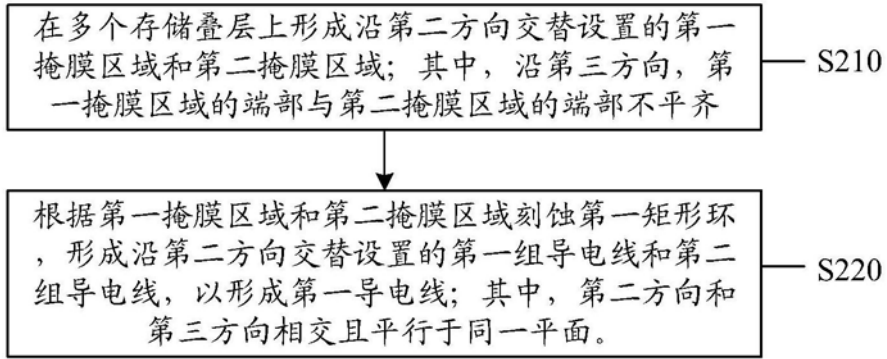 在多个存储叠层上形成沿第二方向交替设置的第一
掩膜区域和第二掩膜区域；其中，沿第三方向，第
一掩膜区域的端部与第二掩膜区域的端部不平齐
S210
根据第一掩膜区域和第二掩膜区域刻蚀第一矩形环
，形成沿第二方向交替设置的第一组导电线和第二
组导电线，以形成第一导电线；其中，第二方向和
第三方向相交且平行于同一平面。
S220